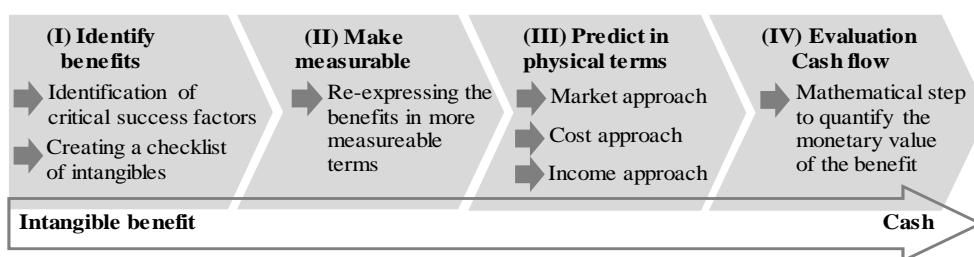 (I) Identify
benefits
Identification of
critical success factors
Creating a checklist
of intangibles
(II) Make
measurable
Re-expressing the
benefits in more
measureable
terms
(III) Predict in
physical terms
Market approach
Cost approach
Income approach
(IV) Evaluation
Cash flow
Mathematical step
to quantify the
monetary value
of the benefit
Intangible benefit
Cash